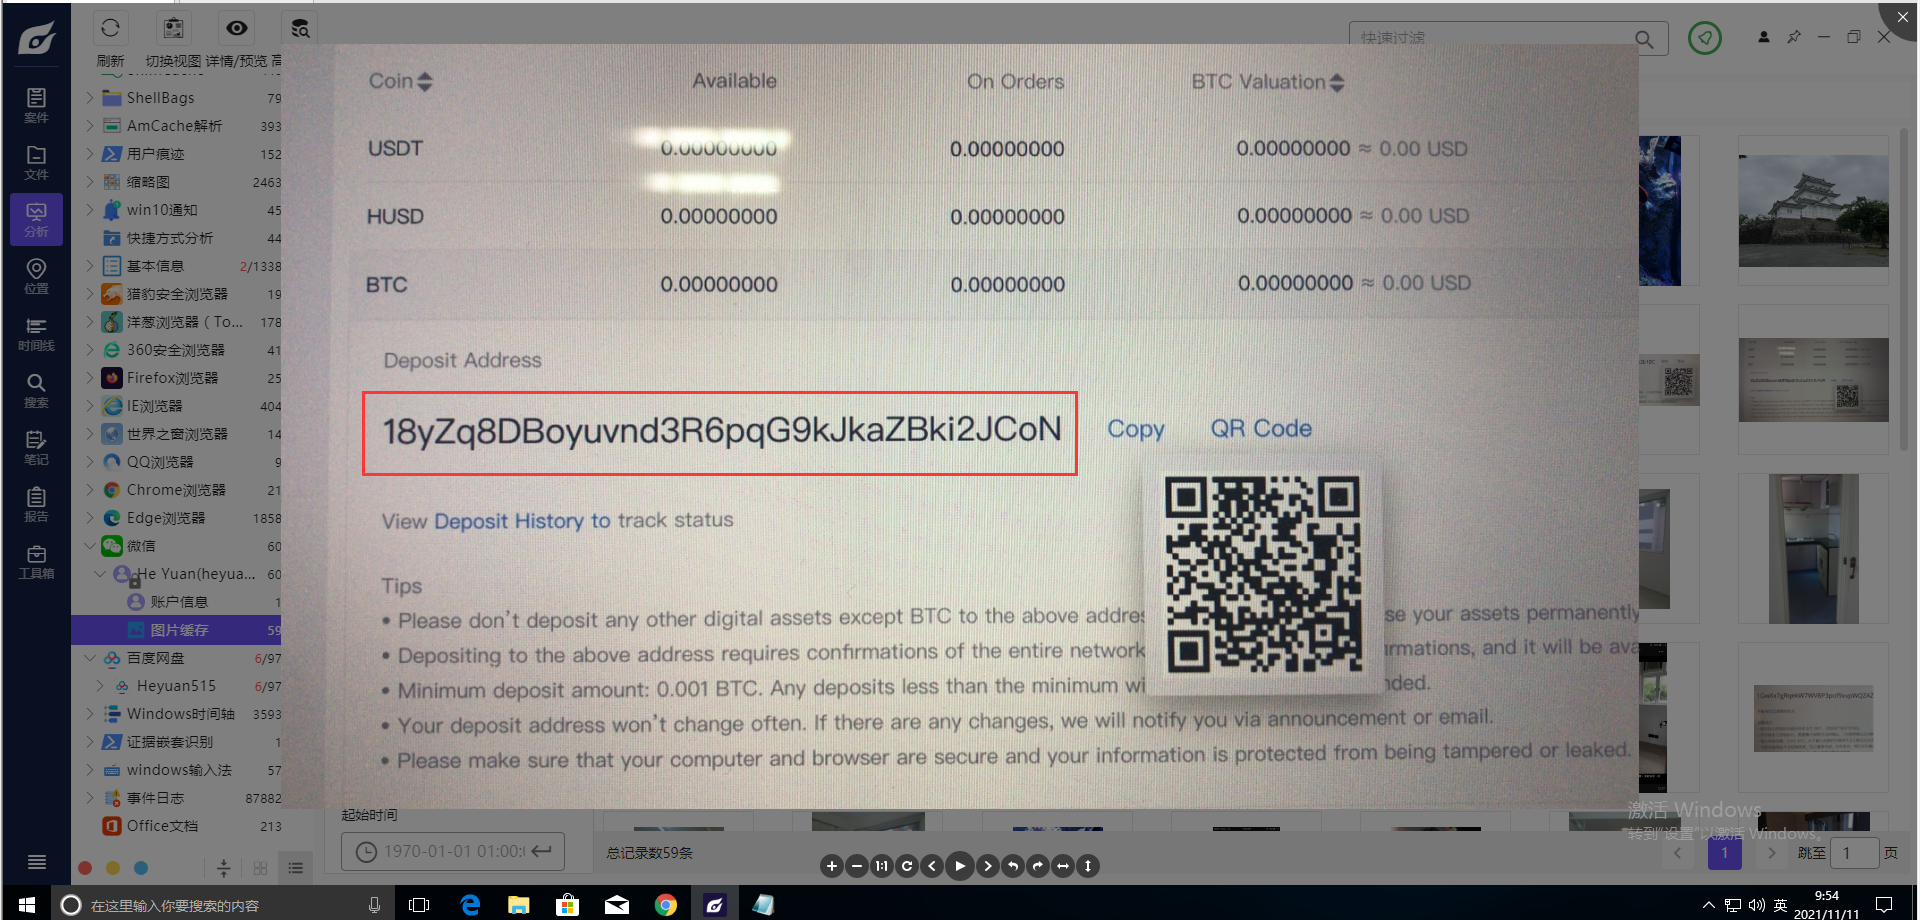 快速过滤
刷新
切换视图
详情/预览
高
案件
文件
分析
位置
时间线
搜索
笔记
报告
工具箱
ShellBags 79
AmCache解析 393
用户痕迹 152
缩略图 2463
win10通知 45
快捷方式分析 44
基本信息 2/1338
猎豹安全浏览器 19
洋葱浏览器（To... 178
360安全浏览器 41
Firefox浏览器 25
IE浏览器 404
世界之窗浏览器 14
QQ浏览器 9
Chrome浏览器 21
Edge浏览器 1858
微信 60
He Yuan(heyua... 60
账户信息 1
图片缓存 59
百度网盘 6/97
Heyuan515 6/97
Windows时间轴 3593
证据嵌套识别 1
windows输入法 57
事件日志 87882
Office文档 213
Coin Available On Orders BTC Valuation
USDT 0.00000000 0.00000000 0.00000000 ≈ 0.00 USD
HUSD 0.00000000 0.00000000 0.00000000 ≈ 0.00 USD
BTC 0.00000000 0.00000000 0.00000000 ≈ 0.00 USD
Deposit Address
18yZq8DBoyuvnd3R6pqG9kJkaZBki2JCoN Copy QR Code
View Deposit History to track status
Tips
• Please don't deposit any other digital assets except BTC to the above addre se your assets permanently
• Depositing to the above address requires confirmations of the entire network rmations, and it will be ava
• Minimum deposit amount: 0.001 BTC. Any deposits less than the minimum wi nded.
• Your deposit address won't change often. If there are any changes, we will notify you via announcement or email.
• Please make sure that your computer and browser are secure and your information is protected from being tampered or leaked.
起始时间
1970-01-01 01:00:
总记录数59条
1:1
激活 Windows
转到"设置"以激活 Windows。
1
跳至 1 页
在这里输入你要搜索的内容
英
9:54
2021/11/11